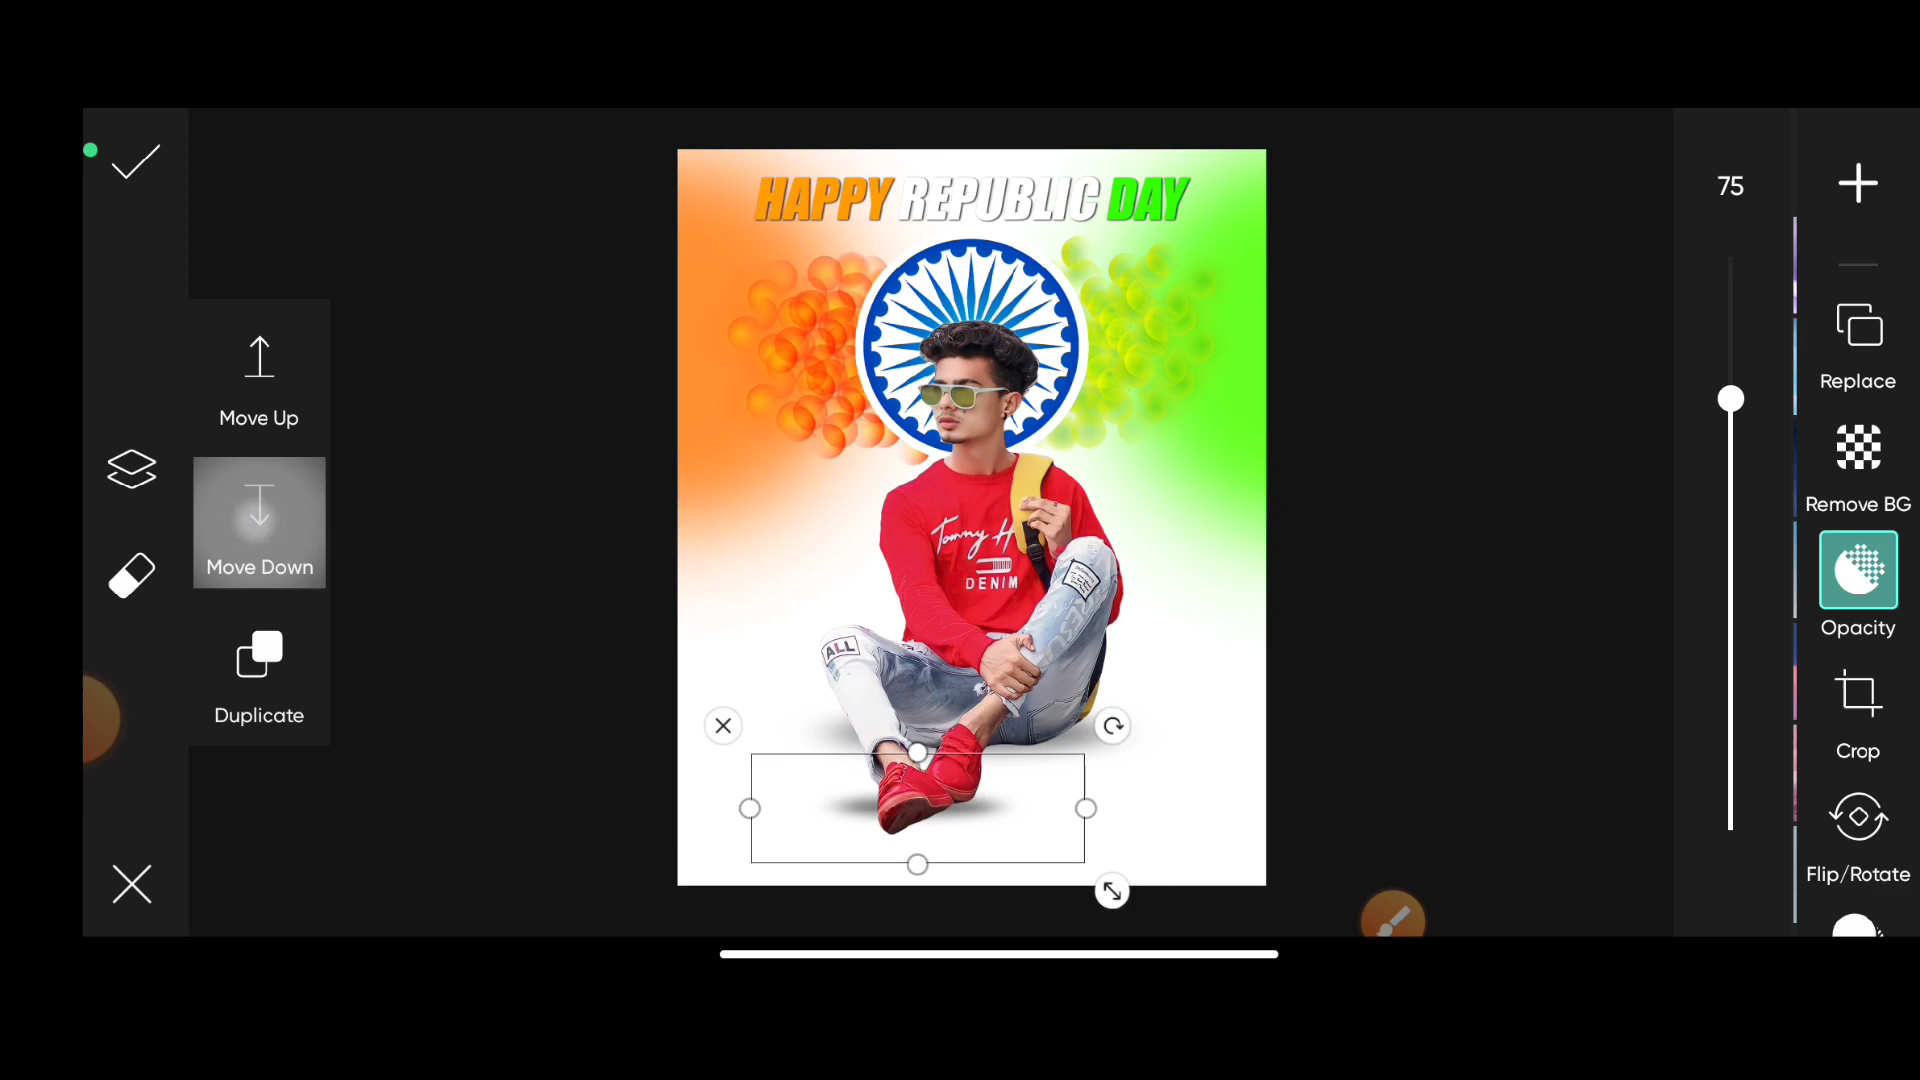 HAPPY REPUBLIC DAY
75
Move Up
Move Down
Duplicate
Replace
Remove BG
Opacity
Crop
Flip/Rotate
Tommy H
DENIM
ALL